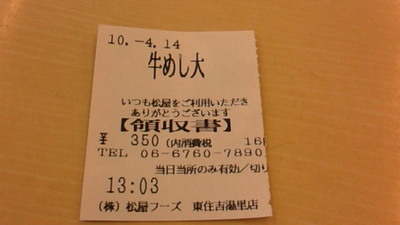 10.-4.14
牛めし大
いつも松屋をご利用いただき
ありがとうございます
【領収書】
¥ 350(内消費税 16
TEL 06-6760-7890
当日当所のみ有効/切り
13:03
(株)松屋フーズ 東住吉湯里店